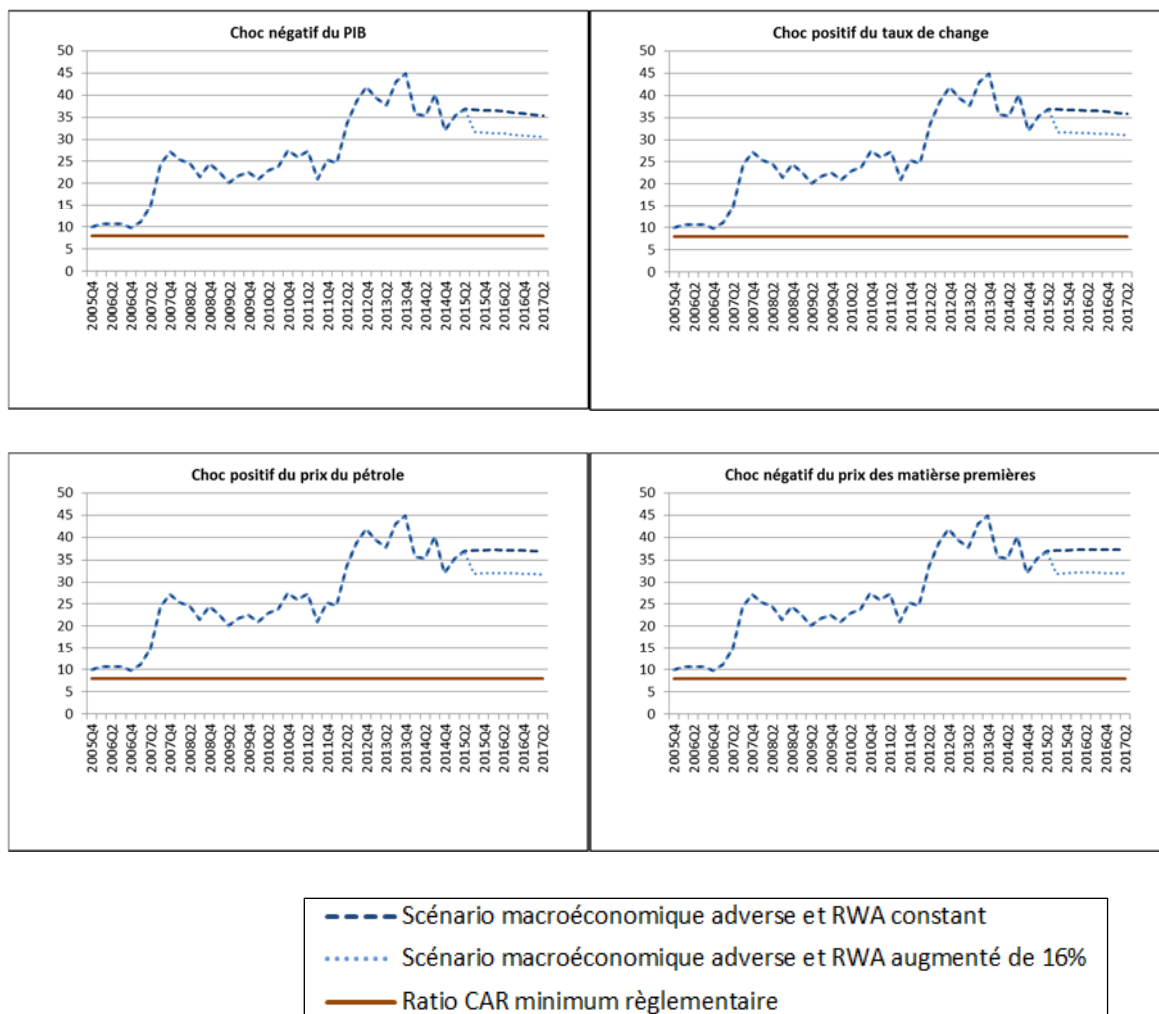 Choc négatif du PIB
50
45
40
35
30
25
20
15
10
5
0
2005Q4
2006Q2
2006Q4
2007Q2
2007Q4
2008Q2
2008Q4
2009Q2
2009Q4
2010Q2
2010Q4
2011Q2
2011Q4
2012Q2
2012Q4
2013Q2
2013Q4
2014Q2
2014Q4
2015Q2
2015Q4
2016Q2
2016Q4
2017Q2
Choc positif du taux de change
50
45
40
35
30
25
20
15
10
5
0
2005Q4
2006Q2
2006Q4
2007Q2
2007Q4
2008Q2
2008Q4
2009Q2
2009Q4
2010Q2
2010Q4
2011Q2
2011Q4
2012Q2
2012Q4
2013Q2
2013Q4
2014Q2
2014Q4
2015Q2
2015Q4
2016Q2
2016Q4
2017Q2
Choc positif du prix du pétrole
50
45
40
35
30
25
20
15
10
5
0
2005Q4
2006Q2
2006Q4
2007Q2
2007Q4
2008Q2
2008Q4
2009Q2
2009Q4
2010Q2
2010Q4
2011Q2
2011Q4
2012Q2
2012Q4
2013Q2
2013Q4
2014Q2
2014Q4
2015Q2
2015Q4
2016Q2
2016Q4
2017Q2
Choc négatif du prix des matièrse premières
50
45
40
35
30
25
20
15
10
5
0
2005Q4
2006Q2
2006Q4
2007Q2
2007Q4
2008Q2
2008Q4
2009Q2
2009Q4
2010Q2
2010Q4
2011Q2
2011Q4
2012Q2
2012Q4
2013Q2
2013Q4
2014Q2
2014Q4
2015Q2
2015Q4
2016Q2
2016Q4
2017Q2
Scénario macroéconomique adverse et RWA constant
Scénario macroéconomique adverse et RWA augmenté de 16%
Ratio CAR minimum règlementaire